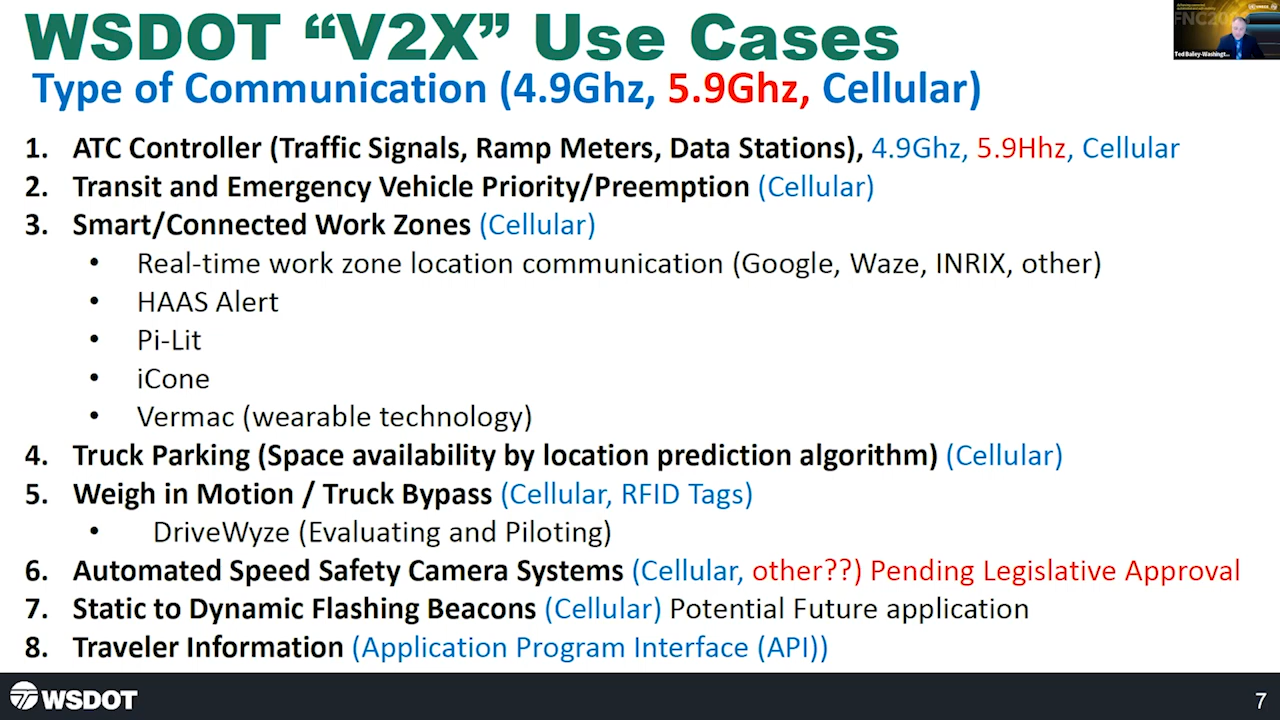 WSDOT “V2X” Use Cases
Type of Communication (4.9Ghz, 5.9Ghz, Cellular)
1. ATC Controller (Traffic Signals, Ramp Meters, Data Stations), 4.9Ghz, 5.9Hhz, Cellular
2. Transit and Emergency Vehicle Priority/Preemption (Cellular)
3. Smart/Connected Work Zones (Cellular)
• Real-time work zone location communication (Google, Waze, INRIX, other)
• HAAS Alert
• Pi-Lit
• iCone
• Vermac (wearable technology)
4. Truck Parking (Space availability by location prediction algorithm) (Cellular)
5. Weigh in Motion / Truck Bypass (Cellular, RFID Tags)
• DriveWyze (Evaluating and Piloting)
6. Automated Speed Safety Camera Systems (Cellular, other??) Pending Legislative Approval
7. Static to Dynamic Flashing Beacons (Cellular) Potential Future application
8. Traveler Information (Application Program Interface (API))
WSDOT
7
Ted Bailey-Washingt...